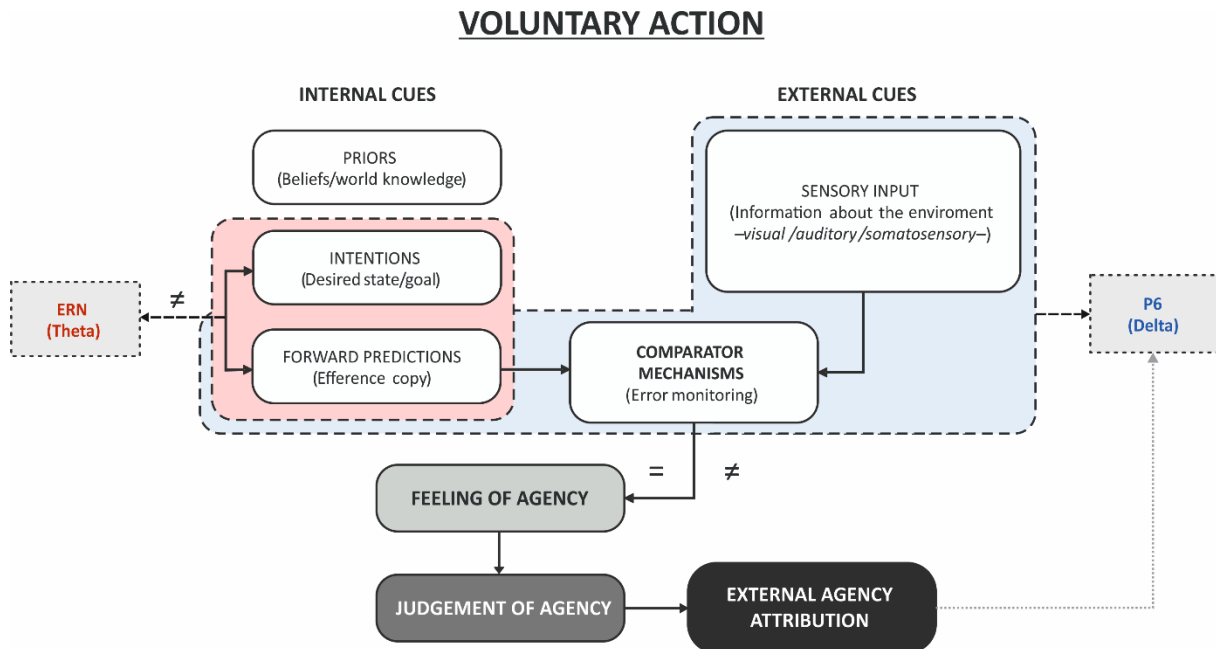 VOLUNTARY ACTION
INTERNAL CUES
EXTERNAL CUES
PRIORS
(Beliefs/world knowledge)
SENSORY INPUT
(Information about the enviroment
–visual /auditory /somatosensory–)
INTENTIONS
(Desired state/goal)
≠
ERN
(Theta)
P6
(Delta)
FORWARD PREDICTIONS
(Efference copy)
COMPARATOR
MECHANISMS
(Error monitoring)
= ≠
FEELING OF AGENCY
JUDGEMENT OF AGENCY
EXTERNAL AGENCY
ATTRIBUTION